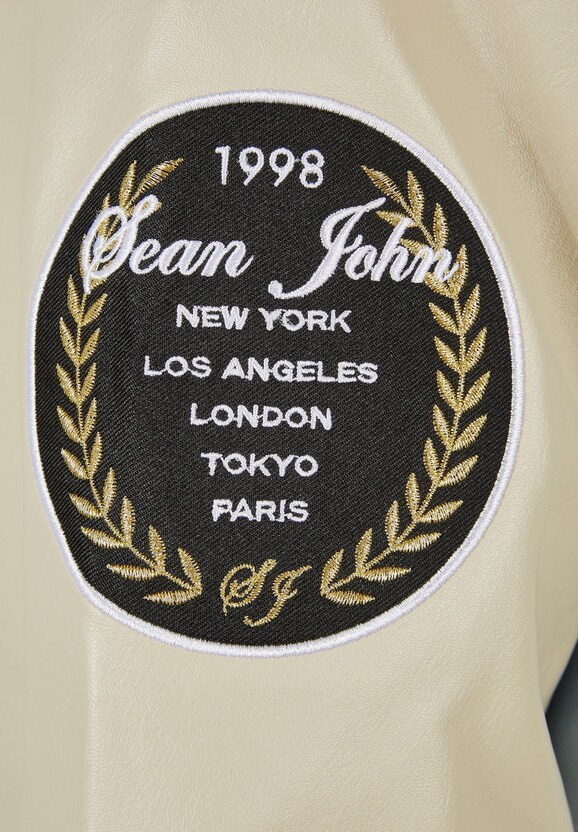 1998
Sean John
NEW YORK
LOS ANGELES
LONDON
TOKYO
PARIS
SJ